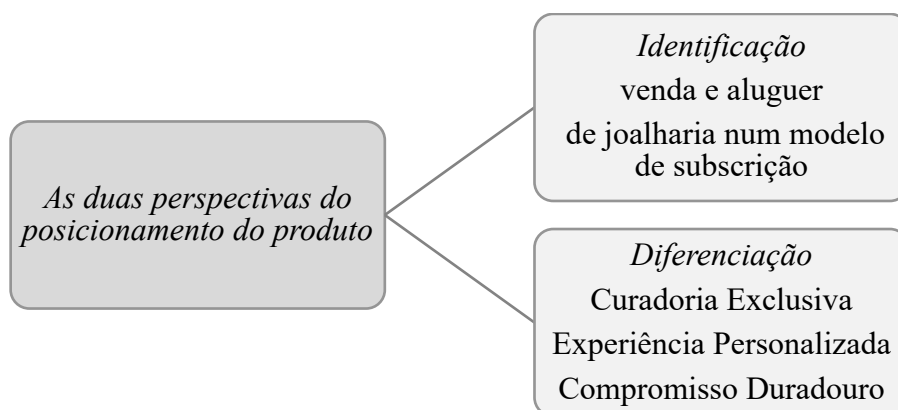 As duas perspectivas do
posicionamento do produto
Identificação
venda e aluguer
de joalharia num modelo
de subscrição
Diferenciação
Curadoria Exclusiva
Experiência Personalizada
Compromisso Duradouro